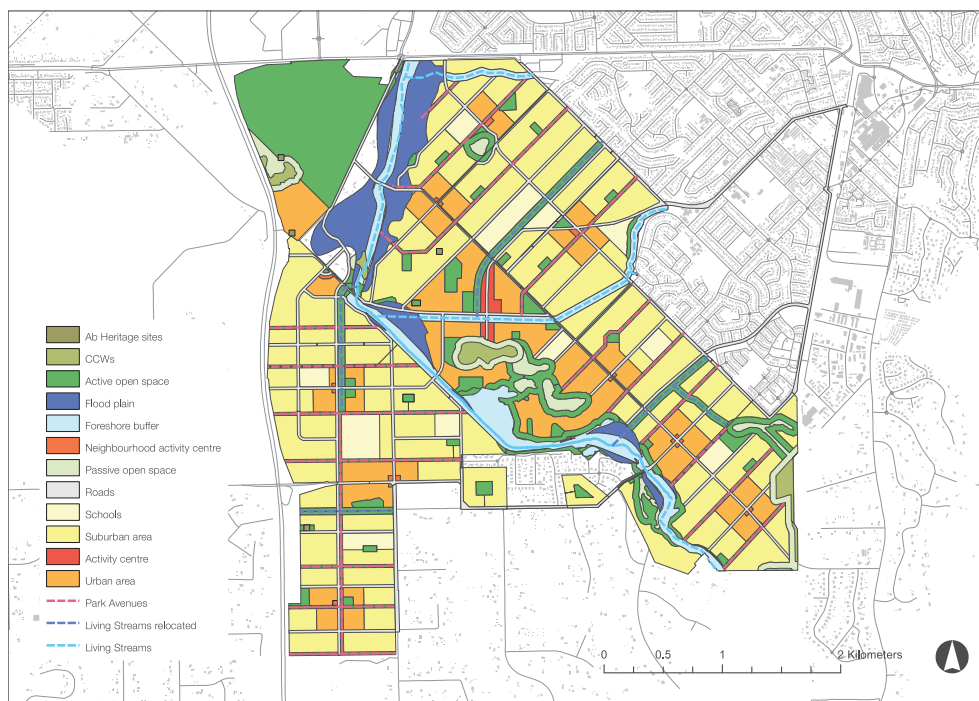 Ab Heritage sites
CCWs
Active open space
Flood plain
Foreshore buffer
Neighbourhood activity centre
Passive open space
Roads
Schools
Suburban area
Activity centre
Urban area
Park Avenues
Living Streams relocated
Living Streams
0 0.5 1 2 Kilometers